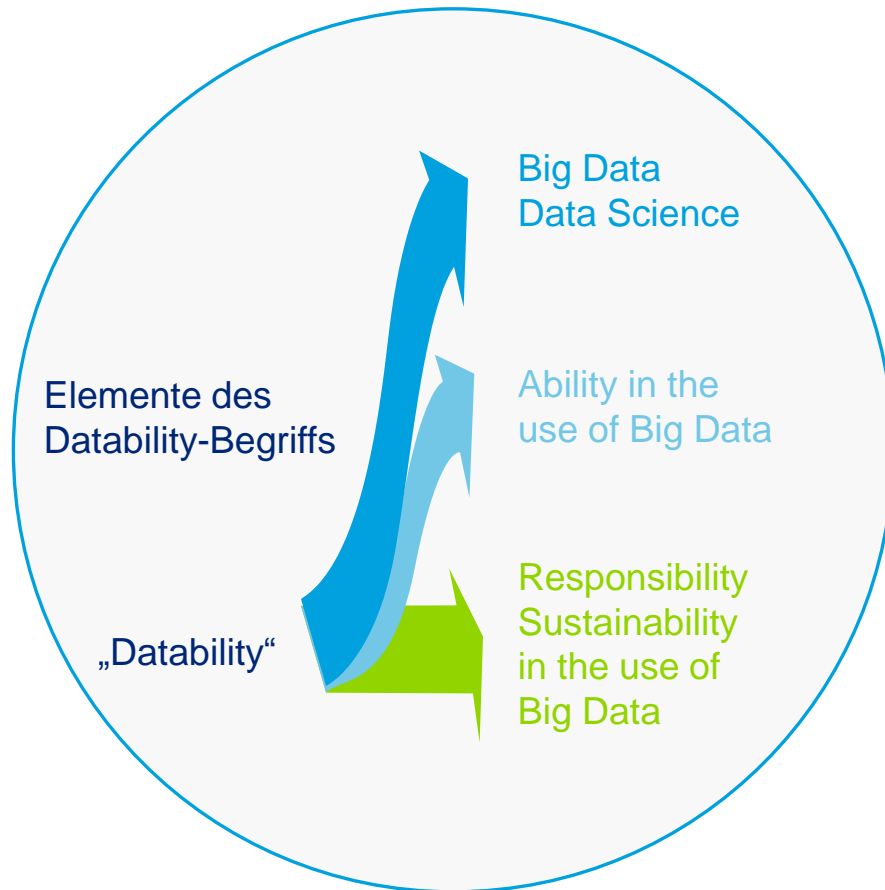 Big Data
Data Science
Elemente des
Datability-Begriffs
Ability in the
use of Big Data
„Datability“
Responsibility
Sustainability
in the use of
Big Data